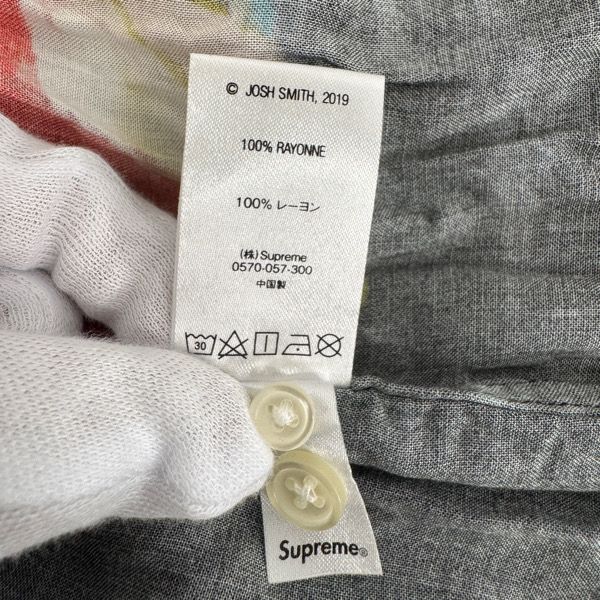 © JOSH SMITH, 2019
100% RAYONNE
100% レーヨン
(株) Supreme
0570-057-300
中国製
30
Supreme®